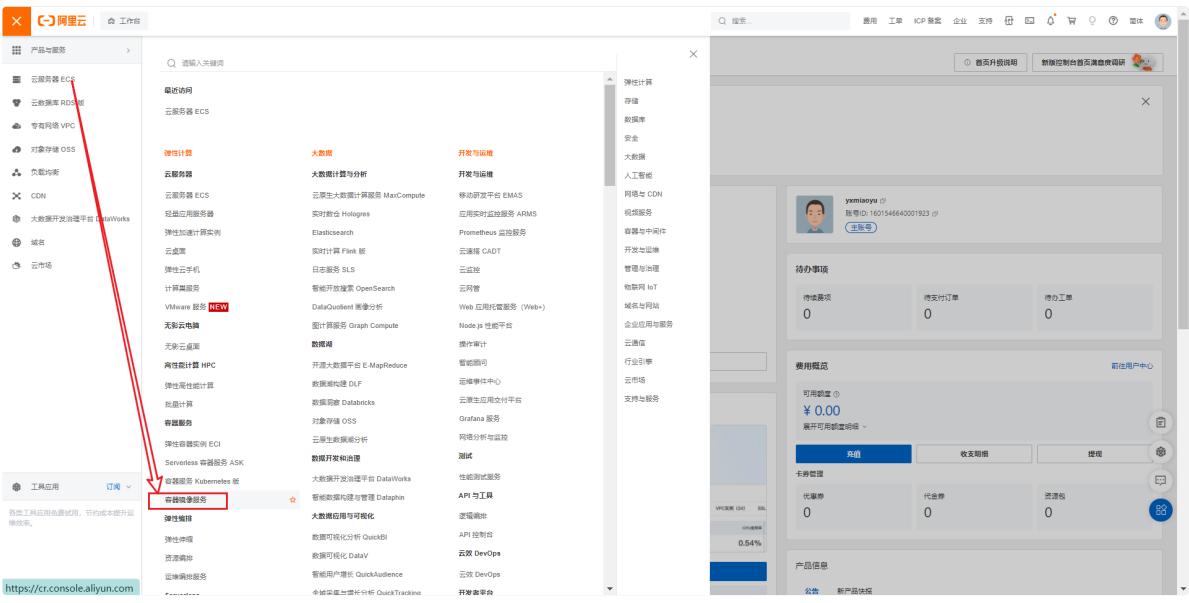 阿里云
工作台
搜索...
费用 工单 ICP 备案 企业 支持
简体
产品与服务
云服务器 ECS
云数据库 RDS 版
专有网络 VPC
对象存储 OSS
负载均衡
CDN
大数据开发治理平台 DataWorks
域名
云市场
工具应用
订阅
https://cr.console.aliyun.com
请输入关键词
最近访问
云服务器 ECS
弹性计算
云服务器
云服务器 ECS
轻量应用服务器
弹性加速计算实例
云桌面
弹性云手机
计算巢服务
VMware 服务 NEW
无影云电脑
无影云桌面
高性能计算 HPC
弹性高性能计算
批量计算
容器服务
弹性容器实例 ECI
Serverless 容器服务 ASK
容器服务 Kubernetes 版
容器镜像服务
弹性编排
弹性伸缩
资源编排
运维编排服务
Serverless
大数据
大数据计算与分析
云原生大数据计算服务 MaxCompute
实时数仓 Hologres
Elasticsearch
实时计算 Flink 版
日志服务 SLS
智能开放搜索 OpenSearch
DataQuotient 画像分析
图计算服务 Graph Compute
数据湖
开源大数据平台 E-MapReduce
数据湖构建 DLF
数据洞察 Databricks
对象存储 OSS
云原生数据湖分析
数据开发和治理
大数据开发治理平台 DataWorks
智能数据构建与管理 Dataphin
大数据应用与可视化
数据可视化分析 QuickBI
数据可视化 DataV
智能用户增长 QuickAudience
全域采集与增长分析 QuickTracking
开发与运维
开发与运维
移动研发平台 EMAS
应用实时监控服务 ARMS
Prometheus 监控服务
云速搭 CADT
云监控
云网管
Web 应用托管服务（Web+）
Node.js 性能平台
操作审计
智能顾问
运维事件中心
云原生应用交付平台
Grafana 服务
网络分析与监控
测试
性能测试服务
API 与工具
逻辑编排
API 控制台
云效 DevOps
云效 DevOps
开发者平台
弹性计算
存储
数据库
安全
大数据
人工智能
网络与 CDN
视频服务
容器与中间件
开发与运维
管理与治理
物联网 IoT
域名与网站
企业应用与服务
云通信
行业引擎
云市场
支持与服务
首页升级说明
新版控制台首页满意度调研
yxmiaoyu
账号ID: 1601546640001923
主账号
待办事项
待续费项
0
待支付订单
0
待办工单
0
费用概览
前往用户中心
可用额度
¥ 0.00
展开可用额度明细
充值
收支明细
提现
卡券管理
优惠券
0
代金券
0
资源包
0
0.54%
产品信息
公告
新产品快报